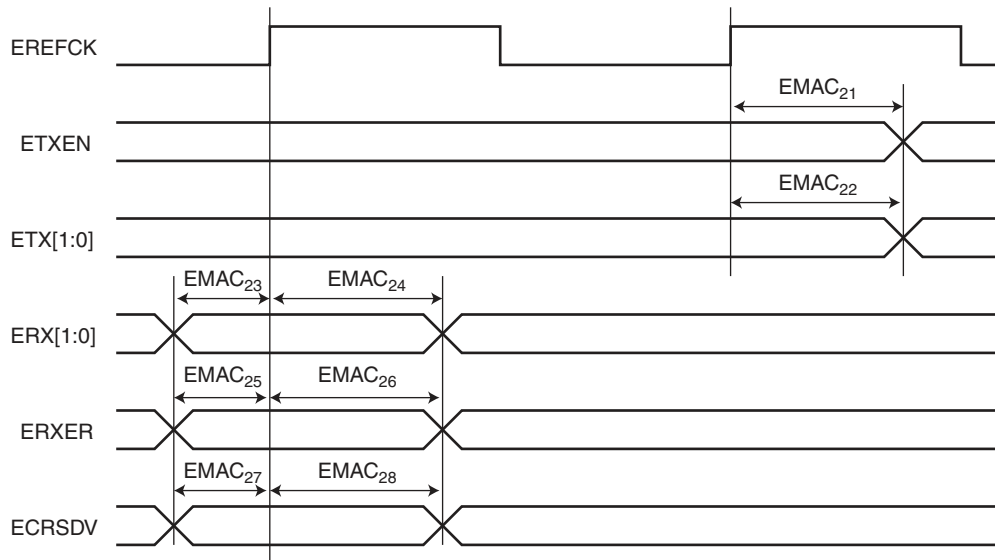 EREFCK
EMAC21
ETXEN
EMAC22
ETX[1:0]
EMAC23 EMAC24
ERX[1:0]
EMAC25 EMAC26
ERXER
EMAC27 EMAC28
ECRSDV